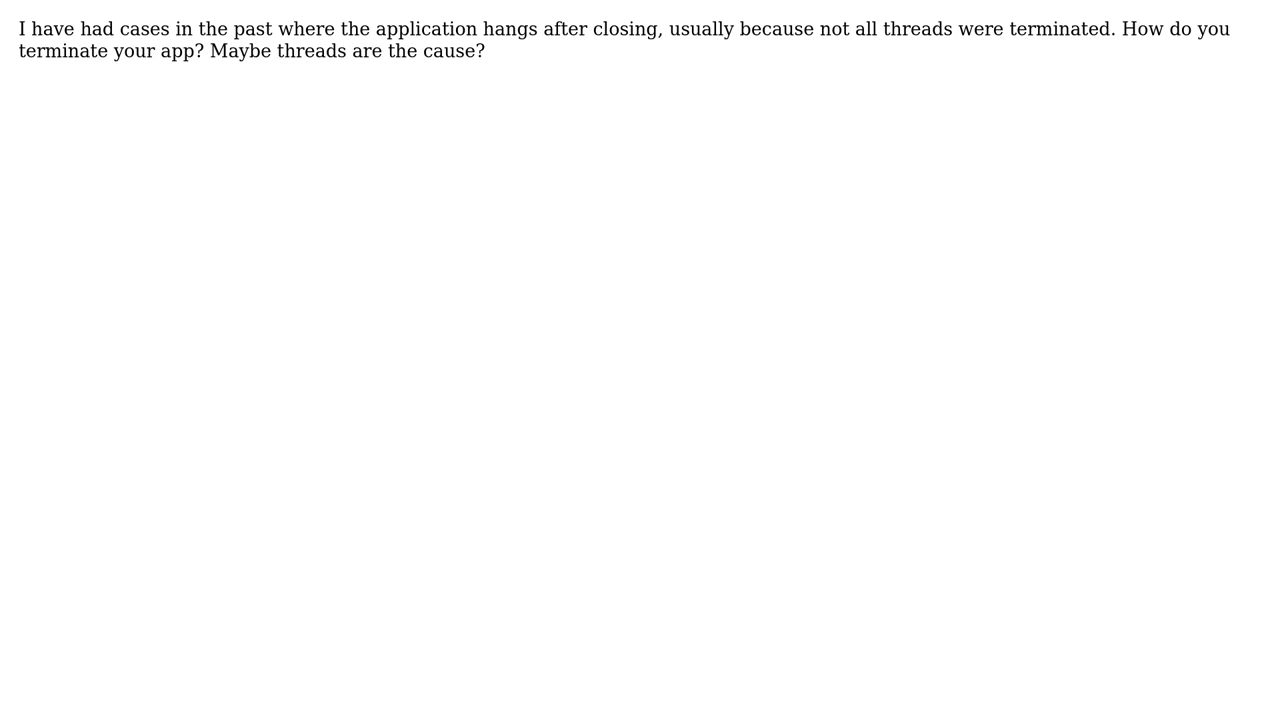 I have had cases in the past where the application hangs after closing, usually because not all threads were terminated. How do you
terminate your app? Maybe threads are the cause?